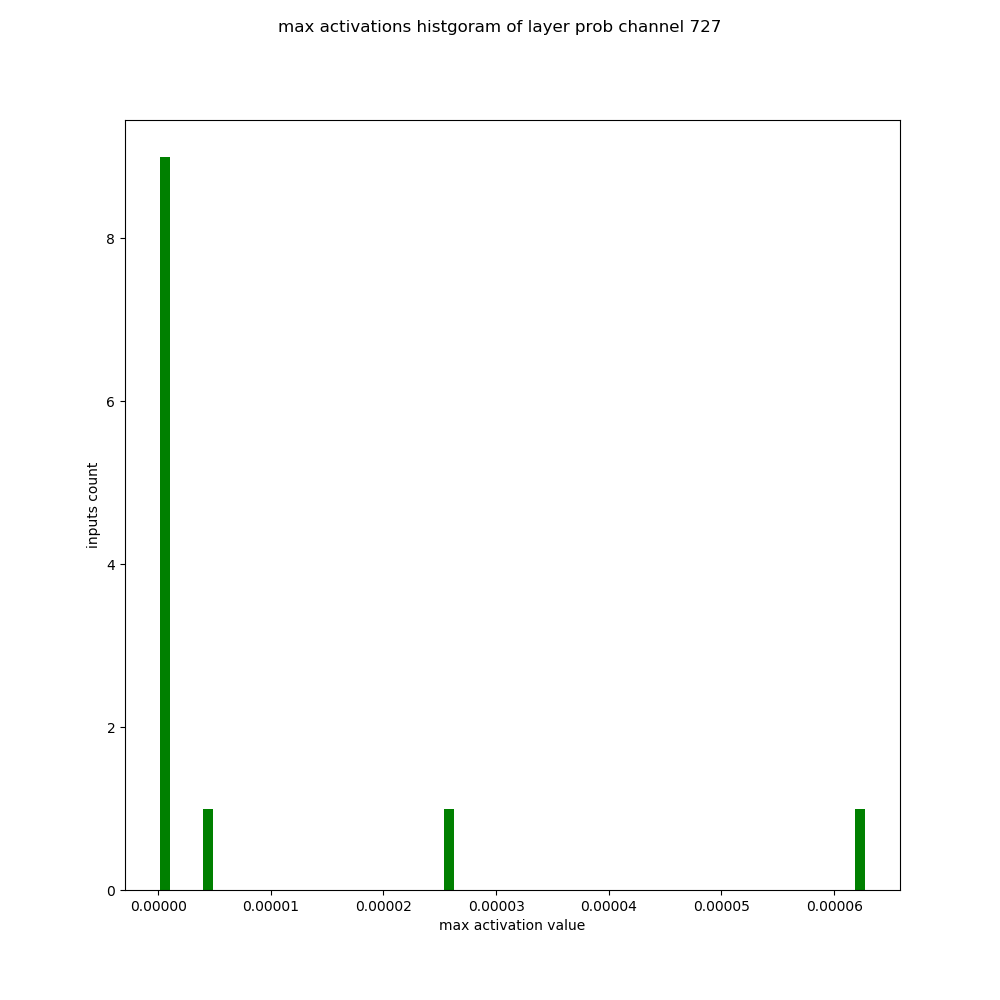 max activations histgoram of layer prob channel 727
8
6
4
2
0
inputs count
0.00000 0.00001 0.00002 0.00003 0.00004 0.00005 0.00006
max activation value